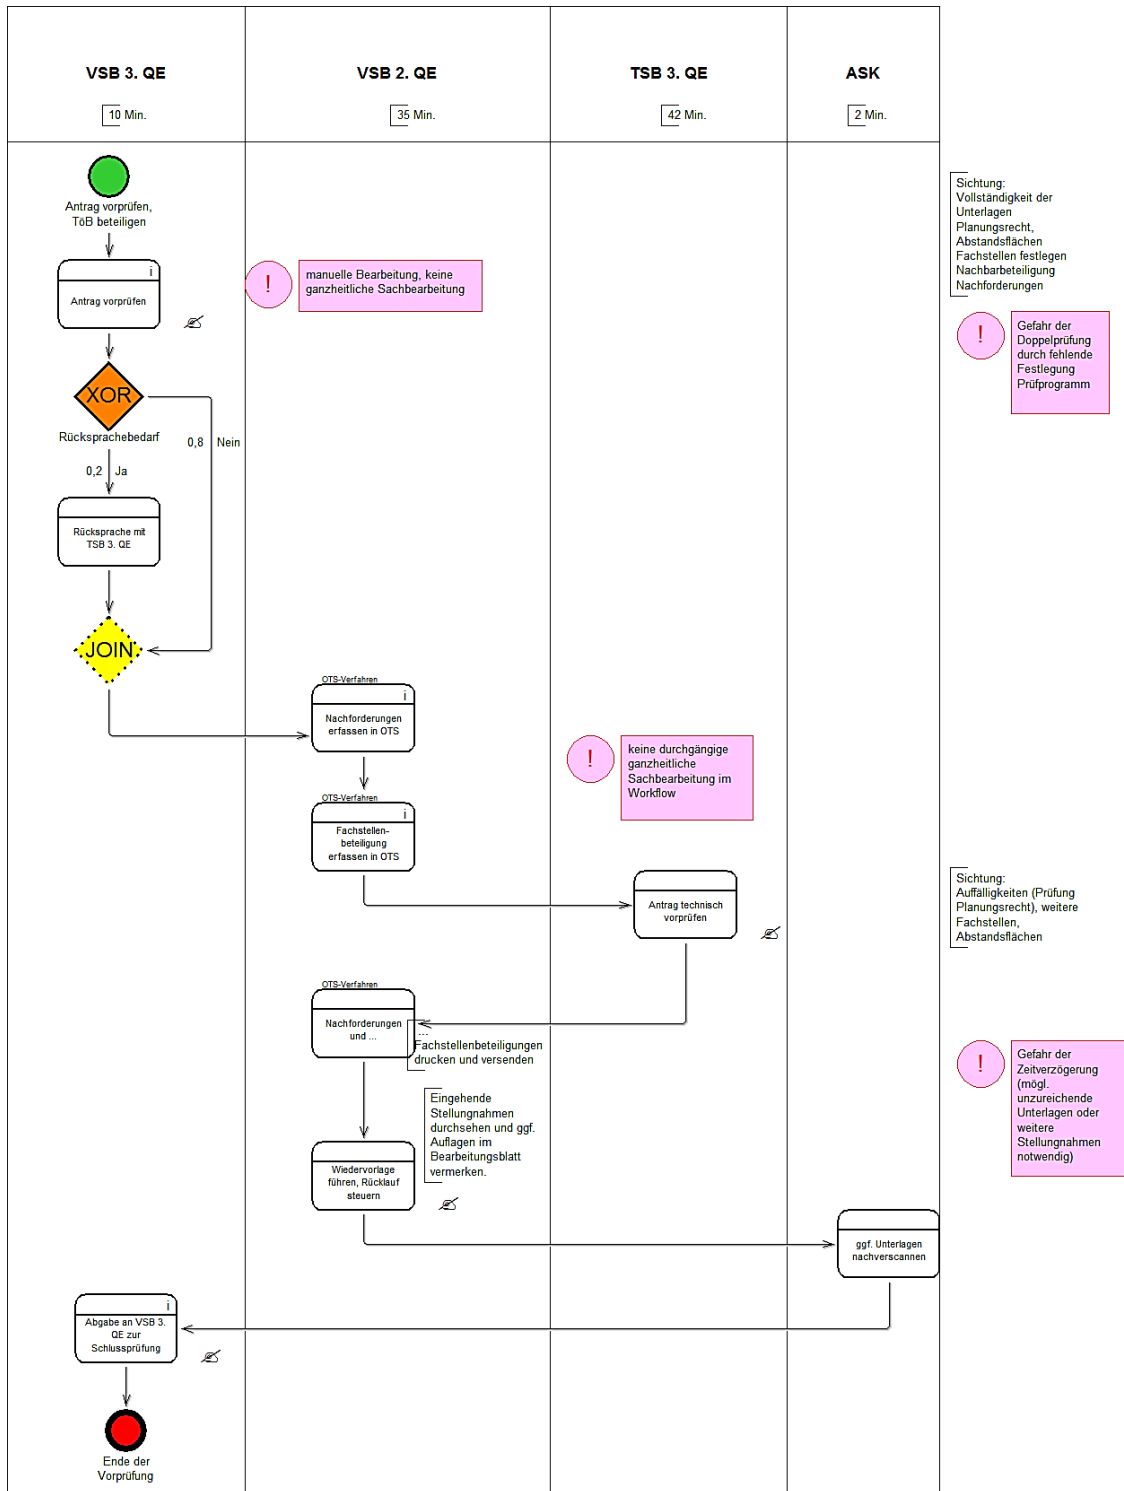 VSB 3. QE
VSB 2. QE
TSB 3. QE
ASK
10 Min.
35 Min.
42 Min.
2 Min.
Antrag vorprüfen,
TöB beteiligen
Sichtung:
Vollständigkeit der
Unterlagen
Planungsrecht,
Abstandsflächen
Fachstellen festlegen
Nachbarbeteiligung
Nachforderungen
i
Antrag vorprüfen
!
manuelle Bearbeitung, keine
ganzheitliche Sachbearbeitung
!
Gefahr der
Doppelprüfung
durch fehlende
Festlegung
Prüfprogramm
XOR
Rücksprachebedarf
0,8 Nein
0,2 Ja
Rücksprache mit
TSB 3. QE
JOIN
OTS-Verfahren
i
Nachforderungen
erfassen in OTS
!
keine durchgängige
ganzheitliche
Sachbearbeitung im
Workflow
OTS-Verfahren
i
Fachstellen-
beteiligung
erfassen in OTS
Antrag technisch
vorprüfen
Sichtung:
Auffälligkeiten (Prüfung
Planungsrecht), weitere
Fachstellen,
Abstandsflächen
OTS-Verfahren
Nachforderungen
und ...
...
Fachstellenbeteiligungen
drucken und versenden
!
Gefahr der
Zeitverzögerung
(mögl.
unzureichende
Unterlagen oder
weitere
Stellungnahmen
notwendig)
Eingehende
Stellungnahmen
durchsehen und ggf.
Auflagen im
Bearbeitungsblatt
vermerken.
Wiedervorlage
führen, Rücklauf
steuern
ggf. Unterlagen
nachverscannen
i
Abgabe an VSB 3.
QE zur
Schlussprüfung
Ende der
Vorprüfung